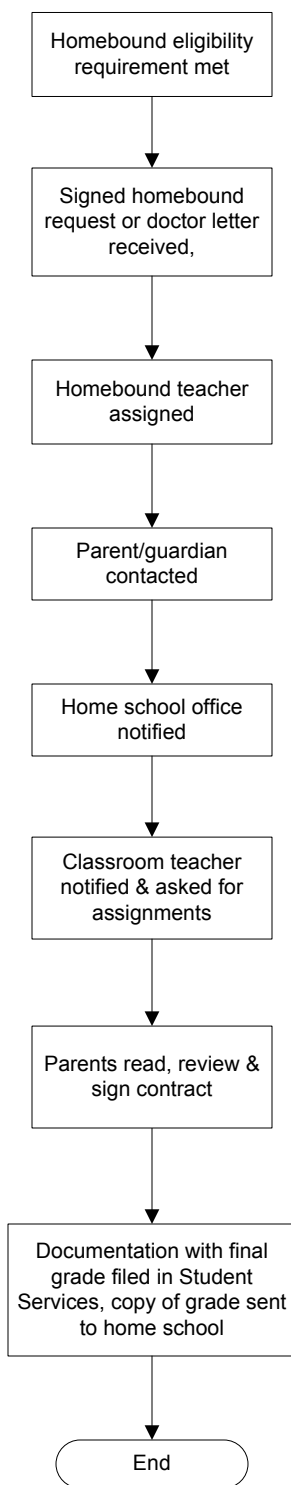 Homebound eligibility
requirement met
Signed homebound
request or doctor letter
received,
Homebound teacher
assigned
Parent/guardian
contacted
Home school office
notified
Classroom teacher
notified & asked for
assignments
Parents read, review &
sign contract
Documentation with final
grade filed in Student
Services, copy of grade sent
to home school
End